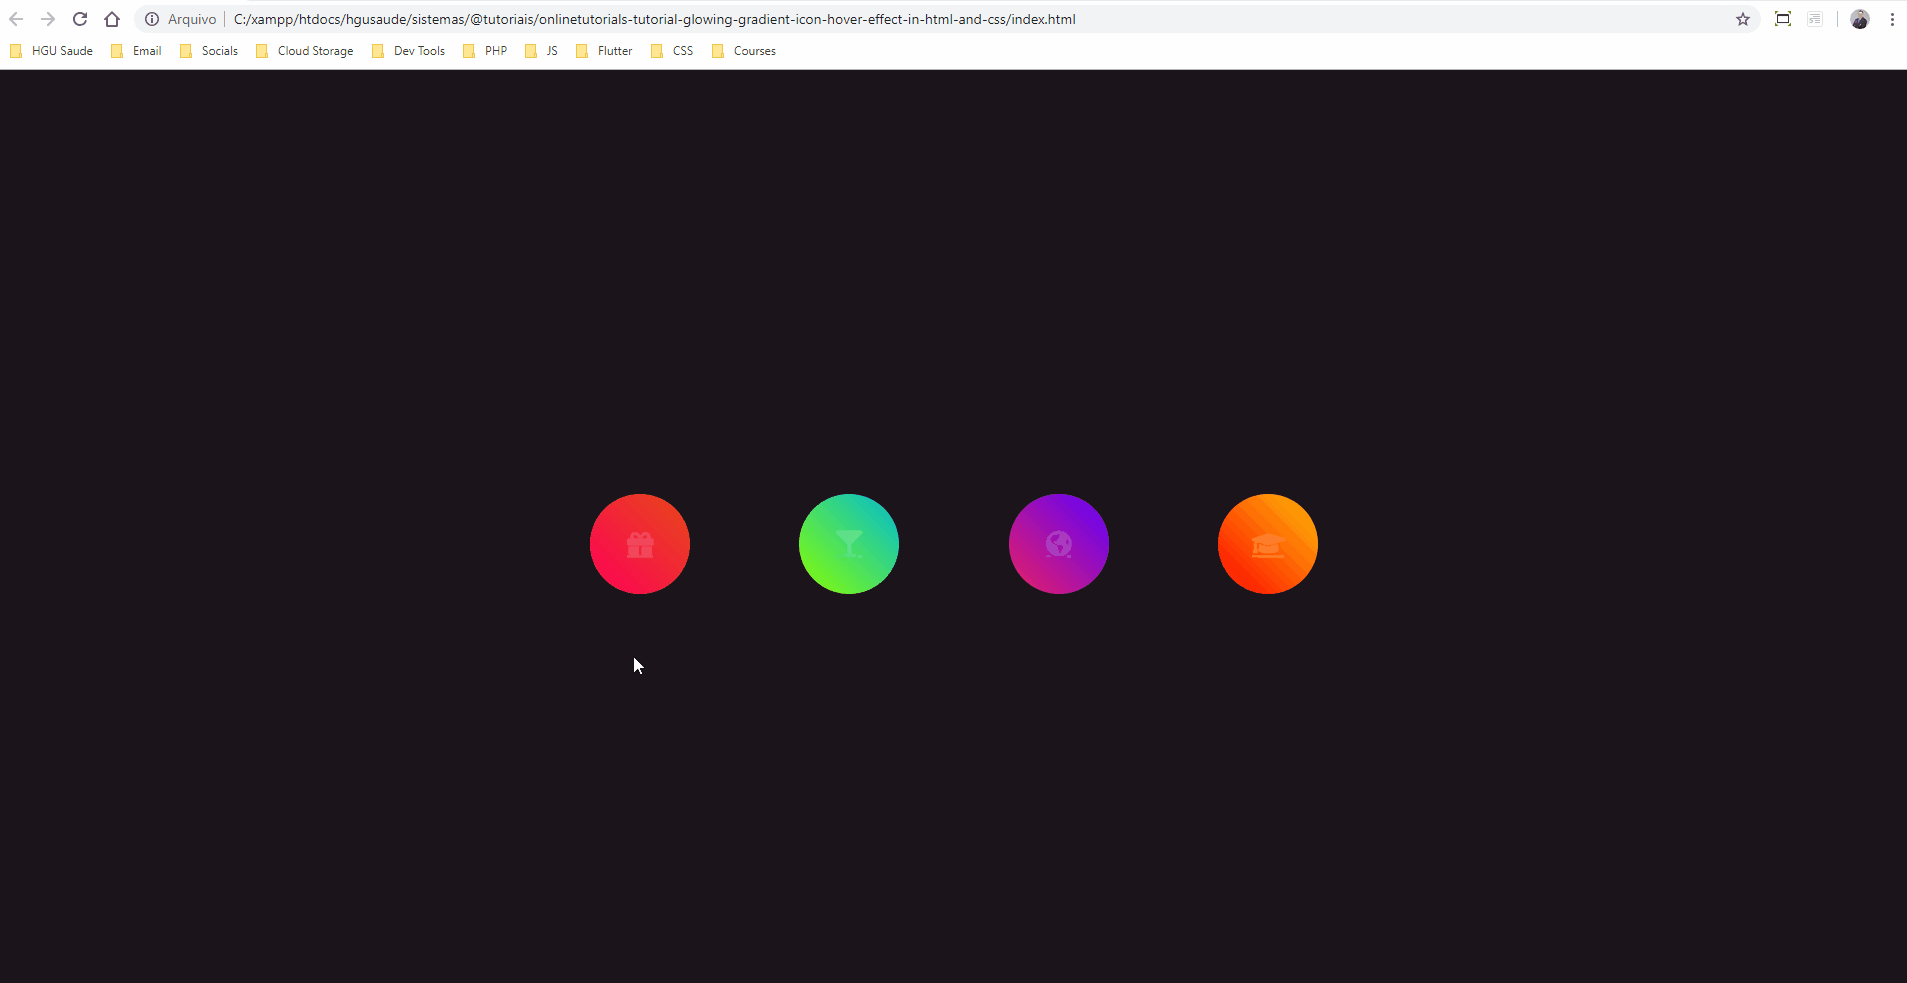 Arquivo C:/xampp/htdocs/hgusaude/sistemas/@tutoriais/onlinetutorials-tutorial-glowing-gradient-icon-hover-effect-in-html-and-css/index.html
HGU Saude Email Socials Cloud Storage Dev Tools PHP JS Flutter CSS Courses